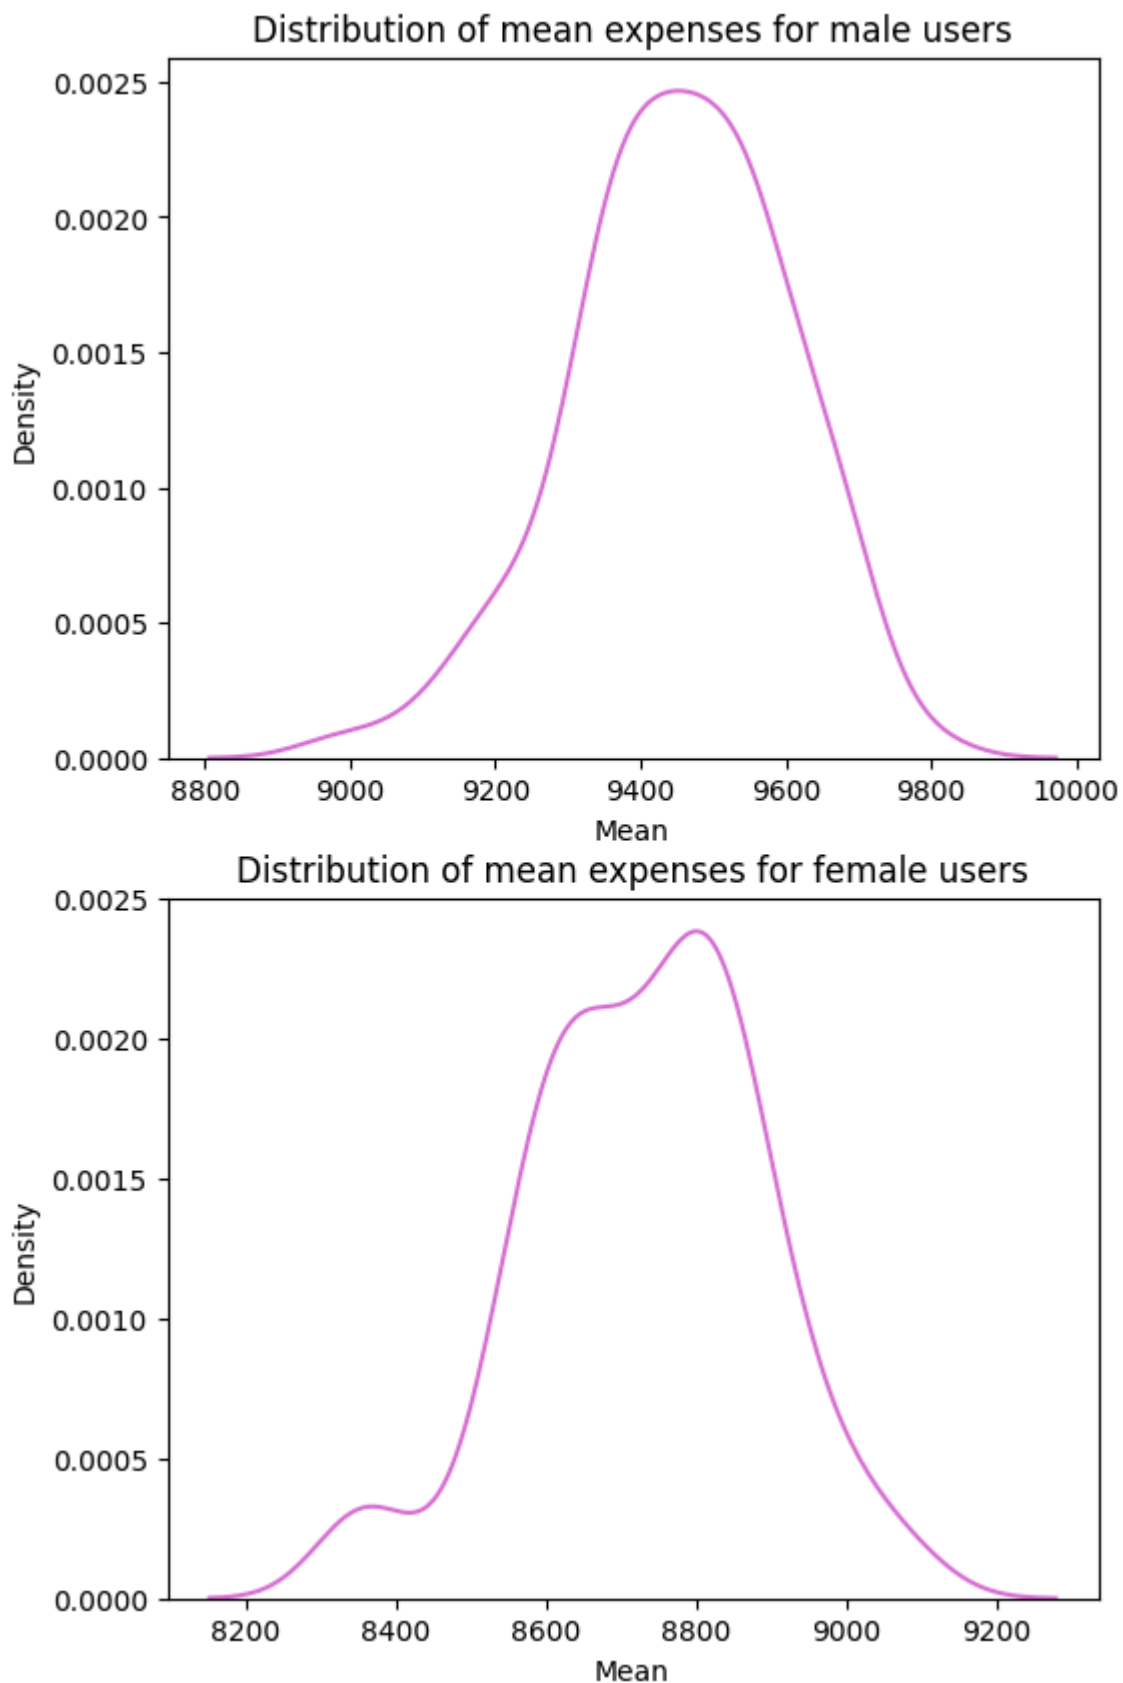 Distribution of mean expenses for male users
0.0025
0.0020
0.0015
0.0010
0.0005
0.0000
Density
8800 9000 9200 9400 9600 9800 10000
Mean
Distribution of mean expenses for female users
0.0025
0.0020
0.0015
0.0010
0.0005
0.0000
Density
8200 8400 8600 8800 9000 9200
Mean